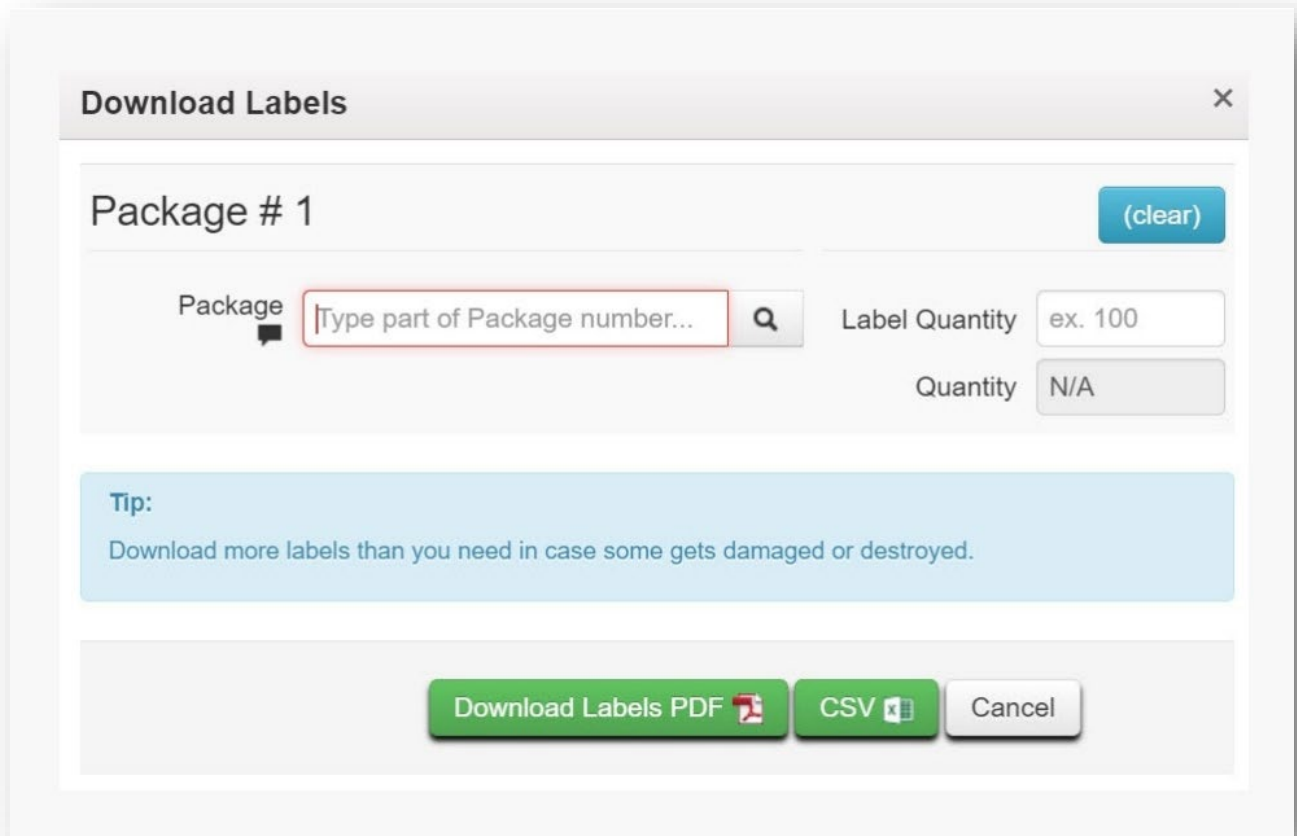 Download Labels ×
Package # 1 (clear)
Package Type part of Package number... Label Quantity ex. 100
Quantity N/A
Tip:
Download more labels than you need in case some gets damaged or destroyed.
Download Labels PDF CSV Cancel